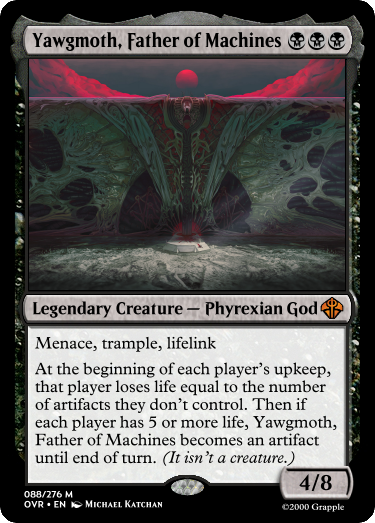 Yawgmoth, Father of Machines
Legendary Creature — Phyrexian God
Menace, trample, lifelink
At the beginning of each player's upkeep,
that player loses life equal to the number
of artifacts they don't control. Then if
each player has 5 or more life, Yawgmoth,
Father of Machines becomes an artifact
until end of turn. (It isn't a creature.)
4/8
088/276 M
OVR • EN Michael Katchan
©2000 Grapple